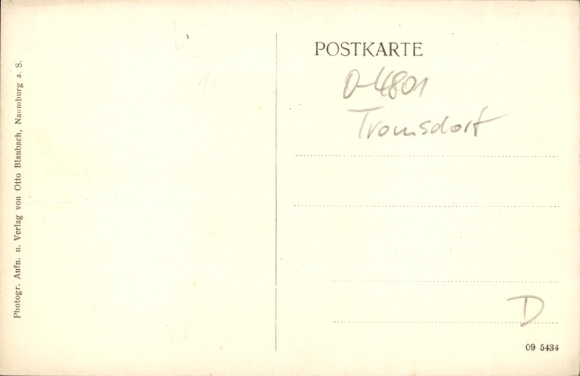 Photogr. Aufn. u. Verlag von Otto Blaubach, Naumburg a. S.
POSTKARTE
O-4801
Tromsdorf
D
09 5434